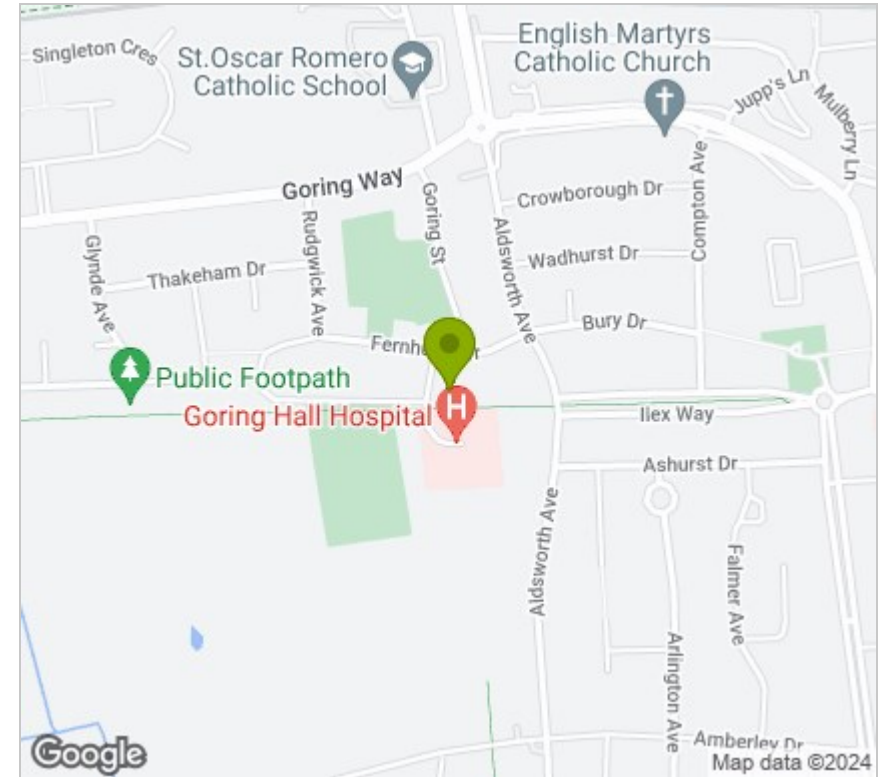 Singleton Cres
St.Oscar Romero
Catholic School
English Martyrs
Catholic Church
Jupp's Ln
Mulberry Ln
Goring Way
Goring St
Crowborough Dr
Compton Ave
Rudgwick Ave
Aldsworth Ave
Wadhurst Dr
Glynde Ave
Thakeham Dr
Bury Dr
Public Footpath
Goring Hall Hospital
H
Ilex Way
Ashurst Dr
Aldsworth Ave
Falmer Ave
Arlington Ave
Amberley Dr
Google
Map data ©2024